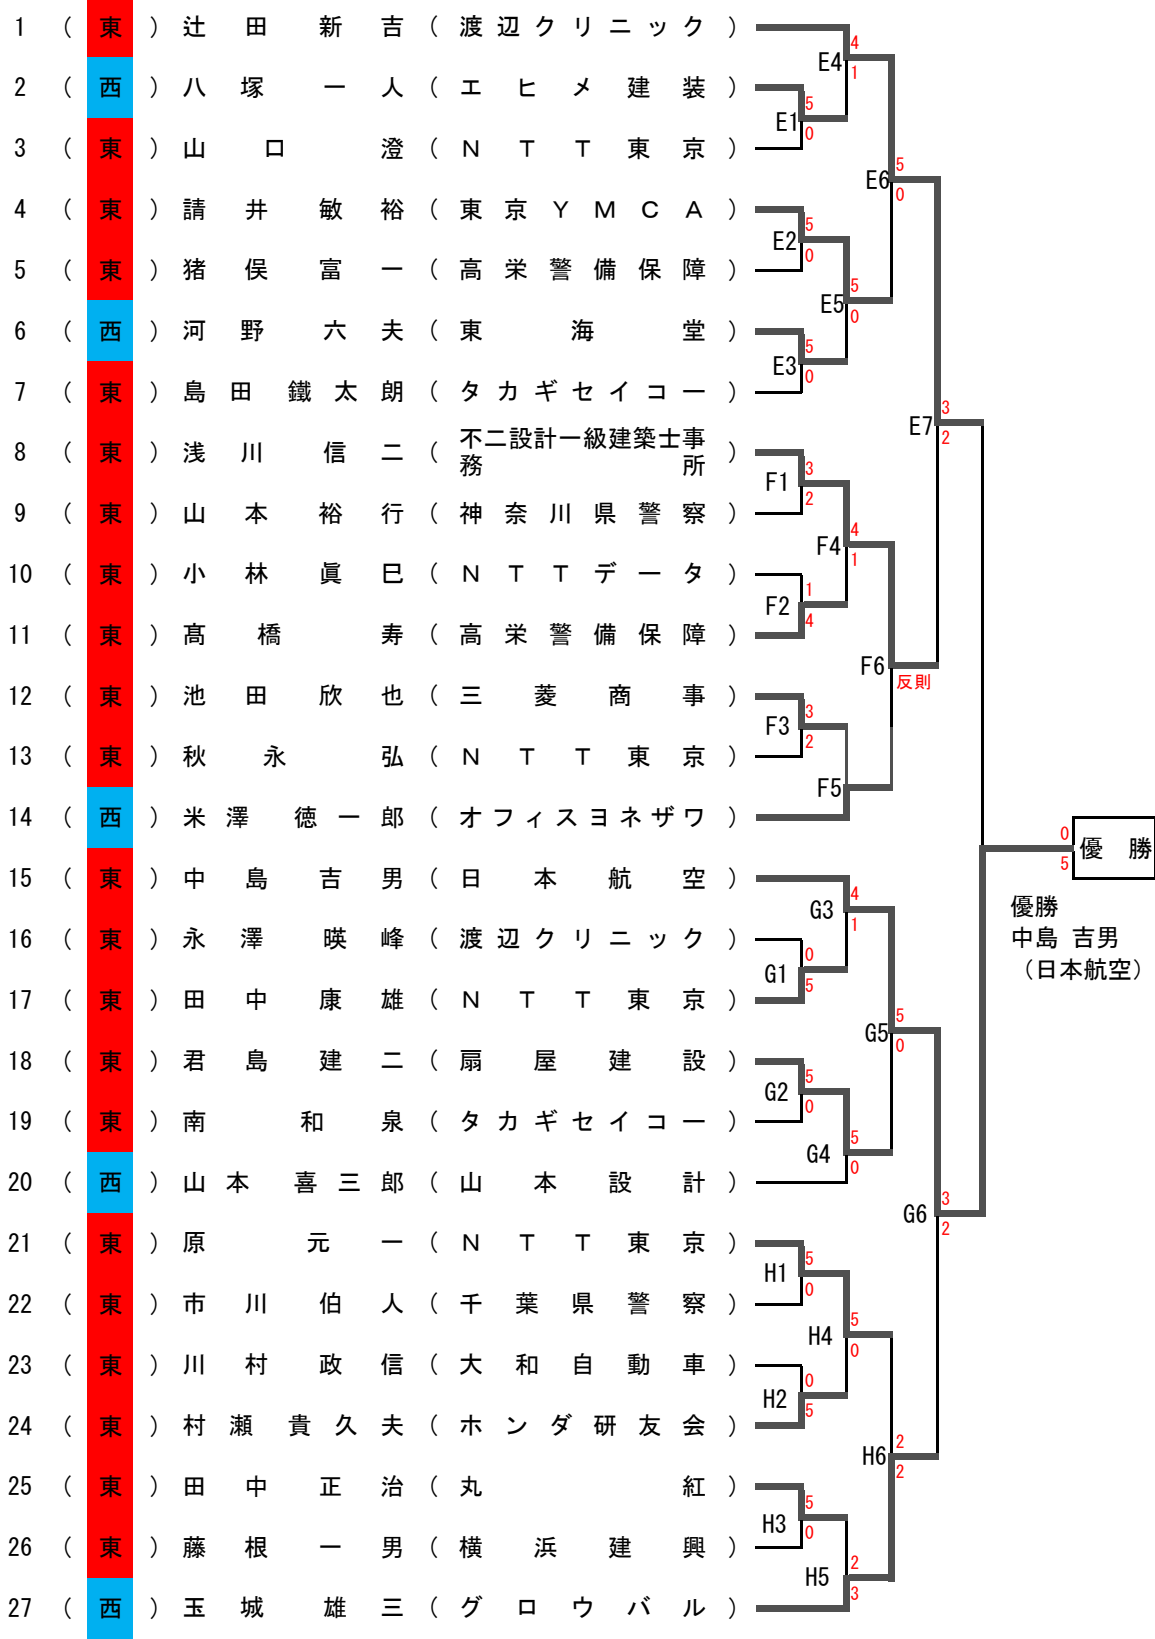 1 （ 東 ） 辻田 新吉 （ 渡辺クリニック ）
2 （ 西 ） 八塚 一人 （ エヒメ建装 ）
3 （ 東 ） 山口 澄 （ ＮＴＴ東京 ）
4 （ 東 ） 請井 敏裕 （ 東京ＹＭＣＡ ）
5 （ 東 ） 猪俣 富一 （ 高栄警備保障 ）
6 （ 西 ） 河野 六夫 （ 東海堂 ）
7 （ 東 ） 島田 鐵太朗 （ タカギセイコー ）
8 （ 東 ） 浅川 信二 （ 不二設計一級建築士事務所 ）
9 （ 東 ） 山本 裕行 （ 神奈川県警察 ）
10 （ 東 ） 小林 眞巳 （ ＮＴＴデータ ）
11 （ 東 ） 髙橋 寿 （ 高栄警備保障 ）
12 （ 東 ） 池田 欣也 （ 三菱商事 ）
13 （ 東 ） 秋永 弘 （ ＮＴＴ東京 ）
14 （ 西 ） 米澤 徳一郎 （ オフィスヨネザワ ）
15 （ 東 ） 中島 吉男 （ 日本航空 ）
16 （ 東 ） 永澤 暎峰 （ 渡辺クリニック ）
17 （ 東 ） 田中 康雄 （ ＮＴＴ東京 ）
18 （ 東 ） 君島 建二 （ 扇屋建設 ）
19 （ 東 ） 南 和泉 （ タカギセイコー ）
20 （ 西 ） 山本 喜三郎 （ 山本設計 ）
21 （ 東 ） 原 元一 （ ＮＴＴ東京 ）
22 （ 東 ） 市川 伯人 （ 千葉県警察 ）
23 （ 東 ） 川村 政信 （ 大和自動車 ）
24 （ 東 ） 村瀬 貴久夫 （ ホンダ研友会 ）
25 （ 東 ） 田中 正治 （ 丸紅 ）
26 （ 東 ） 藤根 一男 （ 横浜建興 ）
27 （ 西 ） 玉城 雄三 （ グロウバル ）
E1 5 0
E2 5 0
E3 5 0
F1 3 2
F2 1 4
F3 3 2
G1 0 5
G2 5 0
H1 5 0
H2 0 5
H3 5 0
E4 4 1
E5 5 0
F4 4 1
F5
G3 4 1
G4 5 0
H4 5 0
H5 2 3
E6 5 0
F6 反則
G5 5 0
H6 2 2
E7 3 2
G6 3 2
0 5
優 勝
優勝
中島 吉男
（日本航空）